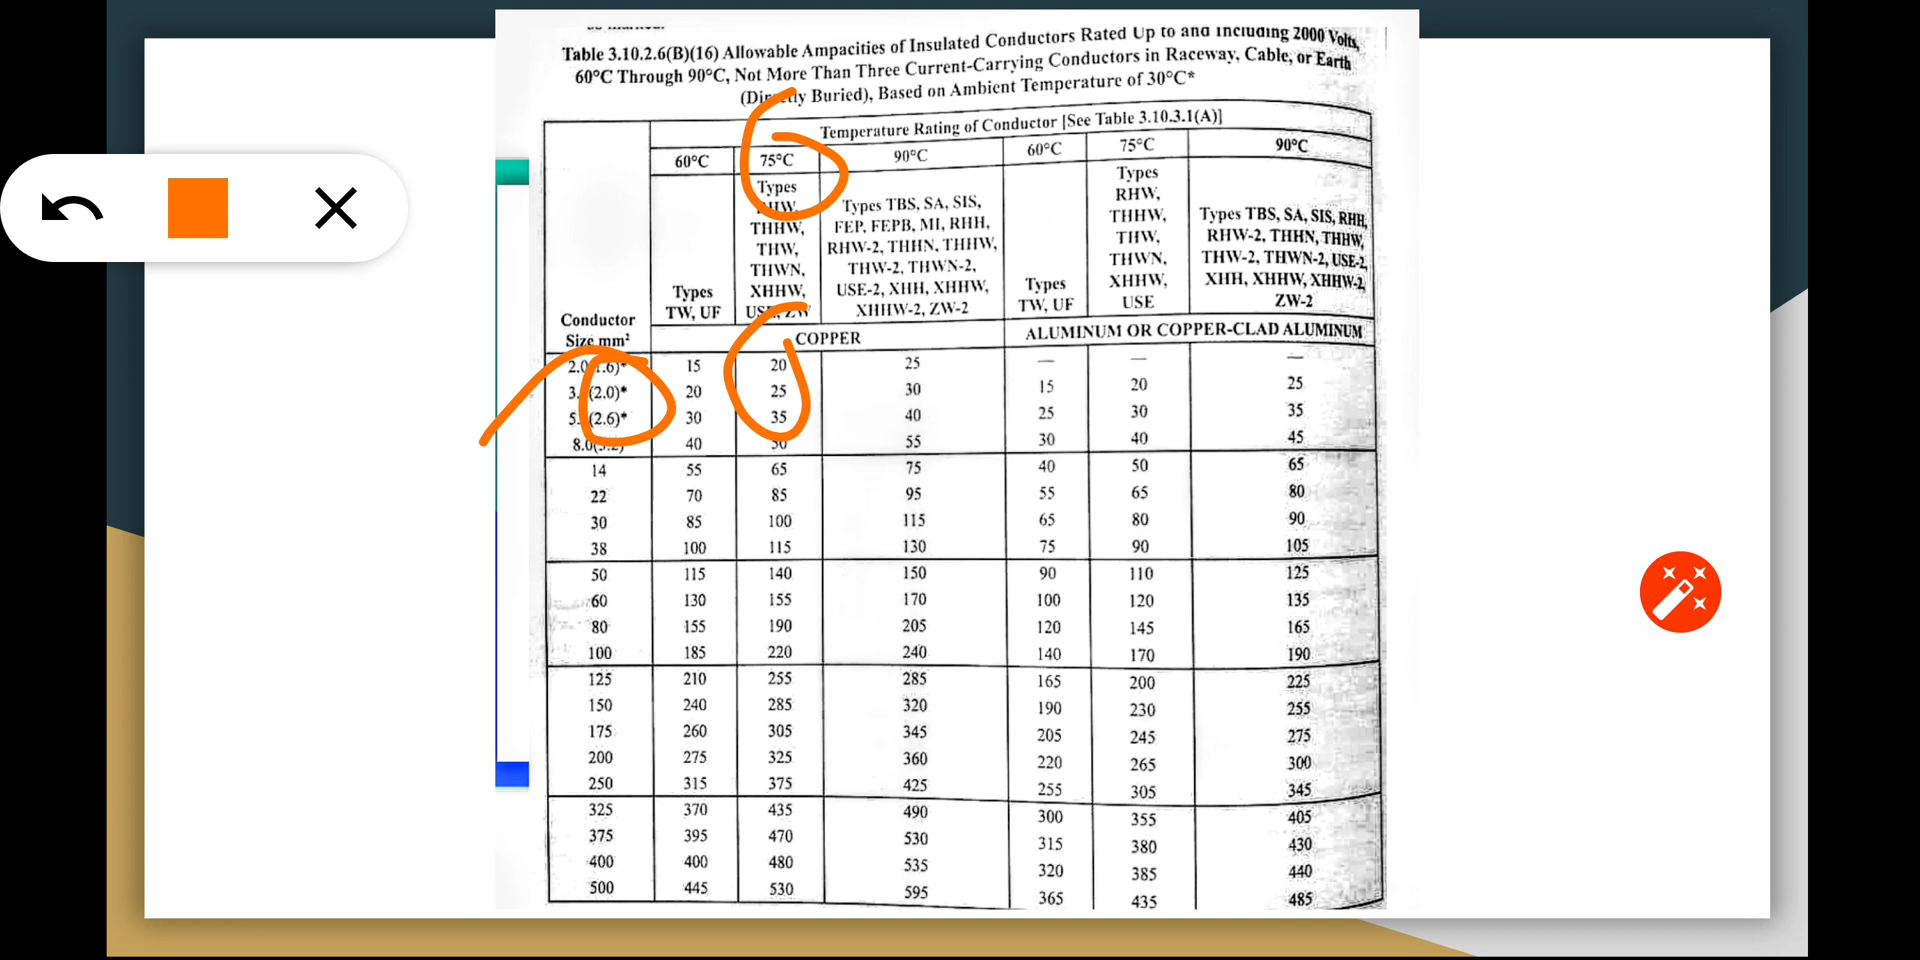 Table 3.10.2.6(B)(16) Allowable Ampacities of Insulated Conductors Rated Up to and Including 2000 Volts,
60°C Through 90°C, Not More Than Three Current-Carrying Conductors in Raceway, Cable, or Earth
(Directly Buried), Based on Ambient Temperature of 30°C*
Temperature Rating of Conductor [See Table 3.10.3.1(A)]
60°C 75°C 90°C 60°C 75°C 90°C
Conductor
Size mm²
Types
TW, UF
Types
RHW,
THHW,
THW,
THWN,
XHHW,
USE, ZW
Types TBS, SA, SIS,
FEP, FEPB, MI, RHH,
RHW-2, THHN, THHW,
THW-2, THWN-2,
USE-2, XHH, XHHW,
XHHW-2, ZW-2
Types
TW, UF
Types
RHW,
THHW,
THW,
THWN,
XHHW,
USE
Types TBS, SA, SIS, RHH,
RHW-2, THHN, THHW,
THW-2, THWN-2, USE-2,
XHH, XHHW, XHHW-2,
ZW-2
COPPER ALUMINUM OR COPPER-CLAD ALUMINUM
2.0(1.6)* 15 20 25 — — —
(2.0)* 20 25 30 15 20 25
(2.6)* 30 35 40 25 30 35
8.0(3.2) 40 50 55 30 40 45
14 55 65 75 40 50 65
22 70 85 95 55 65 80
30 85 100 115 65 80 90
38 100 115 130 75 90 105
50 115 140 150 90 110 125
60 130 155 170 100 120 135
80 155 190 205 120 145 165
100 185 220 240 140 170 190
125 210 255 285 165 200 225
150 240 285 320 190 230 255
175 260 305 345 205 245 275
200 275 325 360 220 265 300
250 315 375 425 255 305 345
325 370 435 490 300 355 405
375 395 470 530 315 380 430
400 400 480 535 320 385 440
500 445 530 595 365 435 485